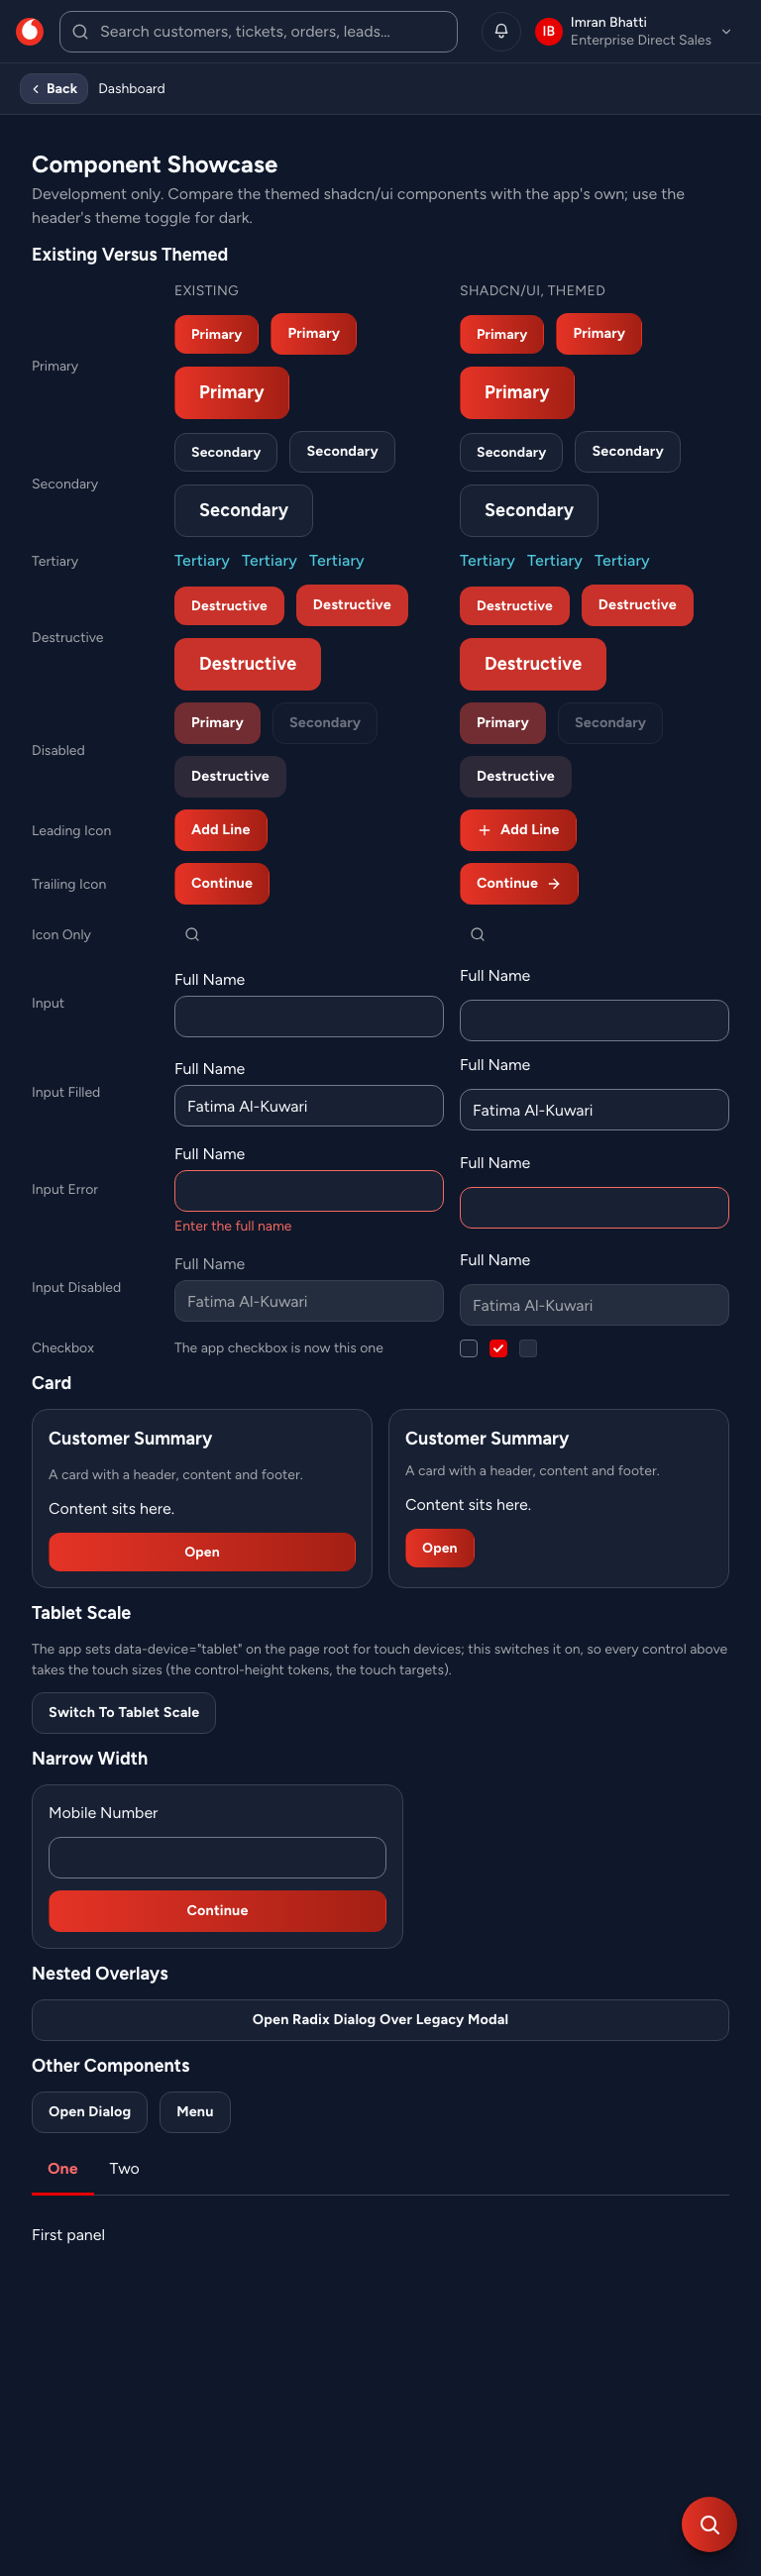 Search customers, tickets, orders, leads...
IB
Imran Bhatti
Enterprise Direct Sales
Back
Dashboard
Component Showcase
Development only. Compare the themed shadcn/ui components with the app's own; use the
header's theme toggle for dark.
Existing Versus Themed
EXISTING
SHADCN/UI, THEMED
Primary
Primary Primary
Primary
Primary Primary
Primary
Secondary
Secondary Secondary
Secondary
Secondary Secondary
Secondary
Tertiary
Tertiary Tertiary Tertiary
Tertiary Tertiary Tertiary
Destructive
Destructive Destructive
Destructive
Destructive Destructive
Destructive
Disabled
Primary Secondary
Destructive
Primary Secondary
Destructive
Leading Icon
Add Line
Add Line
Trailing Icon
Continue
Continue
Icon Only
Input
Full Name
Full Name
Input Filled
Full Name
Fatima Al-Kuwari
Full Name
Fatima Al-Kuwari
Input Error
Full Name
Enter the full name
Full Name
Input Disabled
Full Name
Fatima Al-Kuwari
Full Name
Fatima Al-Kuwari
Checkbox
The app checkbox is now this one
Card
Customer Summary
A card with a header, content and footer.
Content sits here.
Open
Customer Summary
A card with a header, content and footer.
Content sits here.
Open
Tablet Scale
The app sets data-device="tablet" on the page root for touch devices; this switches it on, so every control above
takes the touch sizes (the control-height tokens, the touch targets).
Switch To Tablet Scale
Narrow Width
Mobile Number
Continue
Nested Overlays
Open Radix Dialog Over Legacy Modal
Other Components
Open Dialog
Menu
One
Two
First panel